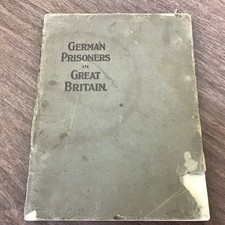 GERMAN
PRISONERS
IN
GREAT
BRITAIN.